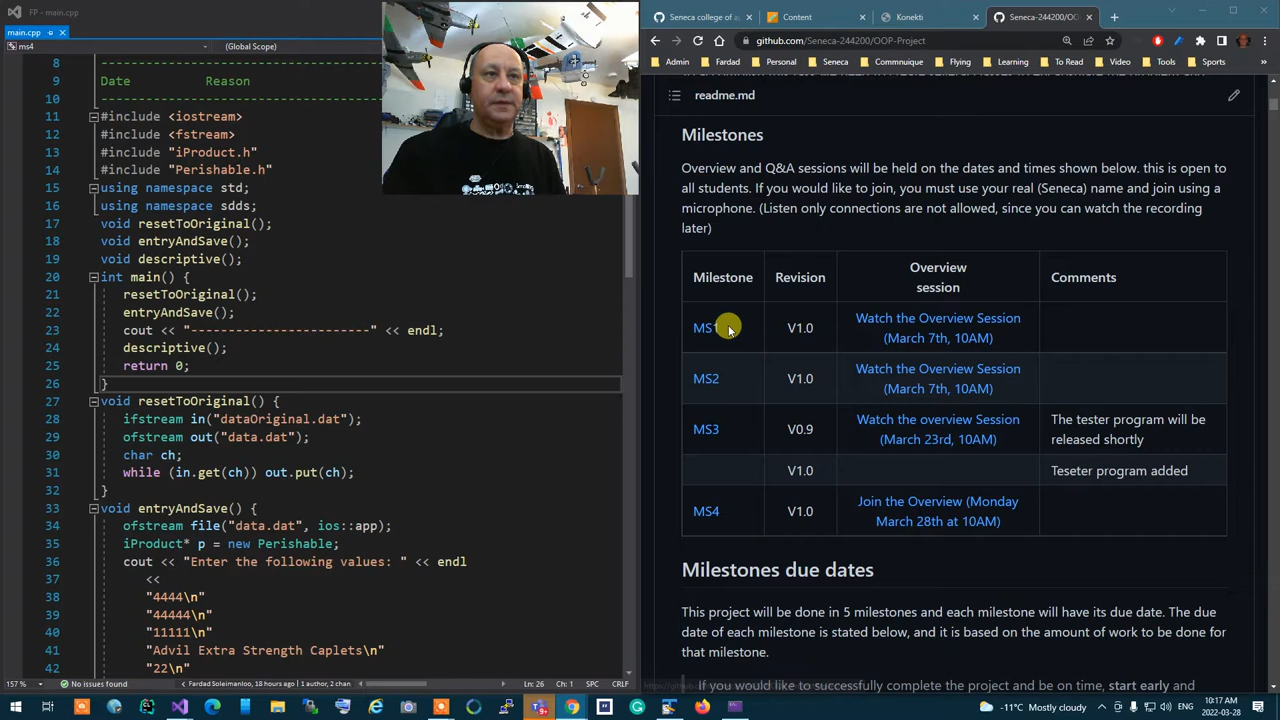 FP - main.cpp
main.cpp
ms4
(Global Scope)
8
9 Date Reason
10
11 #include <iostream>
12 #include <fstream>
13 #include "iProduct.h"
14 #include "Perishable.h"
15 using namespace std;
16 using namespace sdds;
17 void resetToOriginal();
18 void entryAndSave();
19 void descriptive();
20 int main() {
21 resetToOriginal();
22 entryAndSave();
23 cout << "-------------------------" << endl;
24 descriptive();
25 return 0;
26 }
27 void resetToOriginal() {
28 ifstream in("dataOriginal.dat");
29 ofstream out("data.dat");
30 char ch;
31 while (in.get(ch)) out.put(ch);
32 }
33 void entryAndSave() {
34 ofstream file("data.dat", ios::app);
35 iProduct* p = new Perishable;
36 cout << "Enter the following values: " << endl
37 <<
38 "4444\n"
39 "44444\n"
40 "11111\n"
41 "Advil Extra Strength Caplets\n"
42 "22\n"
157 %
No issues found
Fardad Soleimanloo, 18 hours ago | 1 author, 2 chan
Ln: 26 Ch: 1 SPC CRLF
Seneca college of a
Content
Konekti
Seneca-244200/OO
github.com/Seneca-244200/OOP-Project
Admin Fardad Personal Seneca Commnuique Flying Learning To Read Video Tools Sports
readme.md
Milestones
Overview and Q&A sessions will be held on the dates and times shown below. this is open to
all students. If you would like to join, you must use your real (Seneca) name and join using a
microphone. (Listen only connections are not allowed, since you can watch the recording
later)
Milestone Revision Overview session Comments
MS1 V1.0 Watch the Overview Session
(March 7th, 10AM)
MS2 V1.0 Watch the Overview Session
(March 7th, 10AM)
MS3 V0.9 Watch the overview Session
(March 23rd, 10AM)
The tester program will be
released shortly
V1.0 Teseter program added
MS4 V1.0 Join the Overview (Monday
March 28th at 10AM)
Milestones due dates
This project will be done in 5 milestones and each milestone will have its due date. The due
date of each milestone is stated below, and it is based on the amount of work to be done for
that milestone.
If you would like to successfully complete the project and be on time, start early and
-11°C Mostly cloudy
10:17 AM
2022-03-28